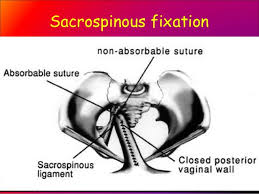 Sacrospinous fixation
non-absorbable suture
Absorbable suture
Sacrospinous
ligament
Closed posterior
vaginal wall